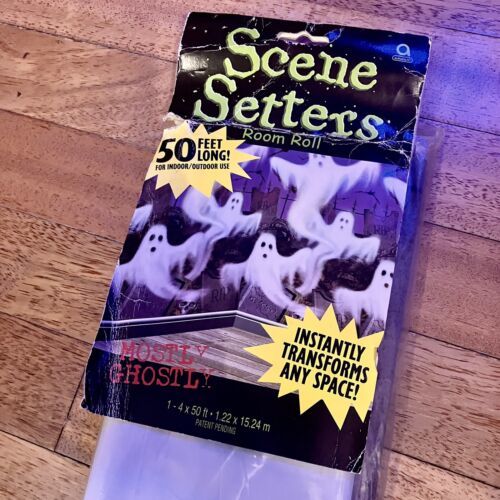 Scene
Setters
Room Roll
50 FEET
LONG!
FOR INDOOR/OUTDOOR USE
RIP
INSTANTLY
TRANSFORMS
ANY SPACE!
MOSTLY
GHOSTLY
1 - 4 x 50 ft • 1.22 x 15.24 m
PATENT PENDING